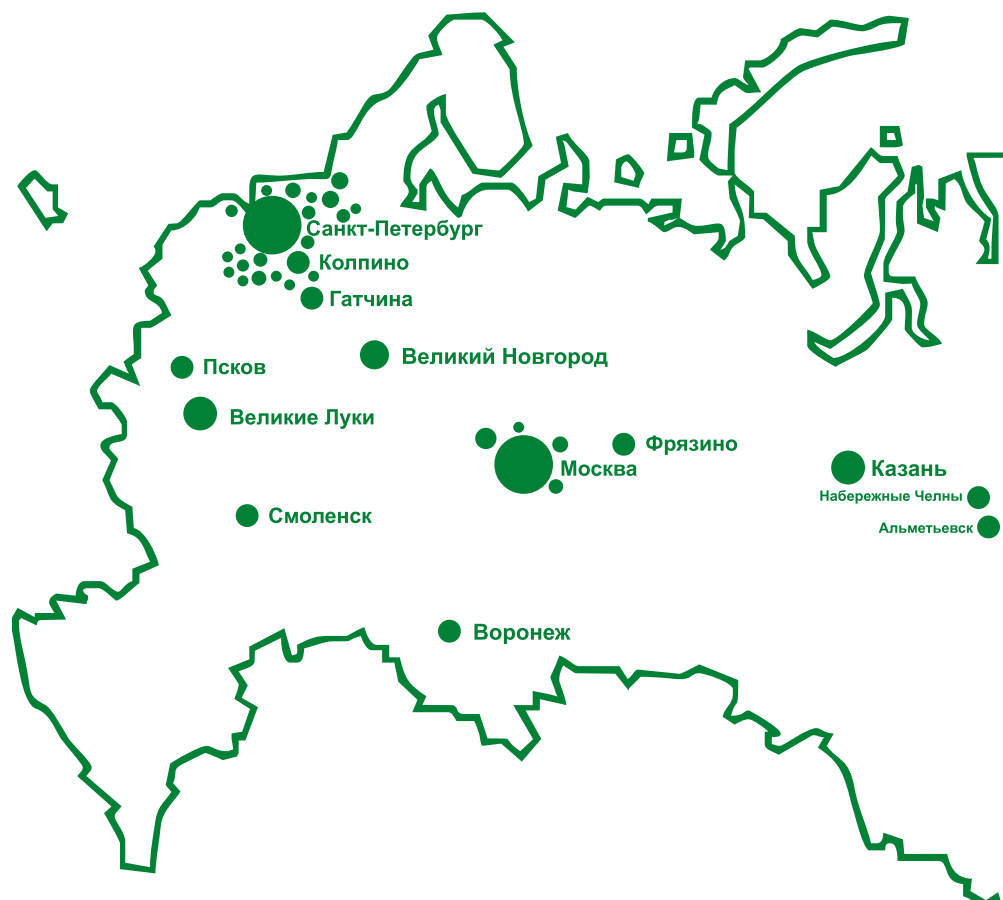 Санкт-Петербург
Колпино
Гатчина
Великий Новгород
Псков
Великие Луки
Фрязино
Москва
Казань
Набережные Челны
Смоленск
Альметьевск
Воронеж